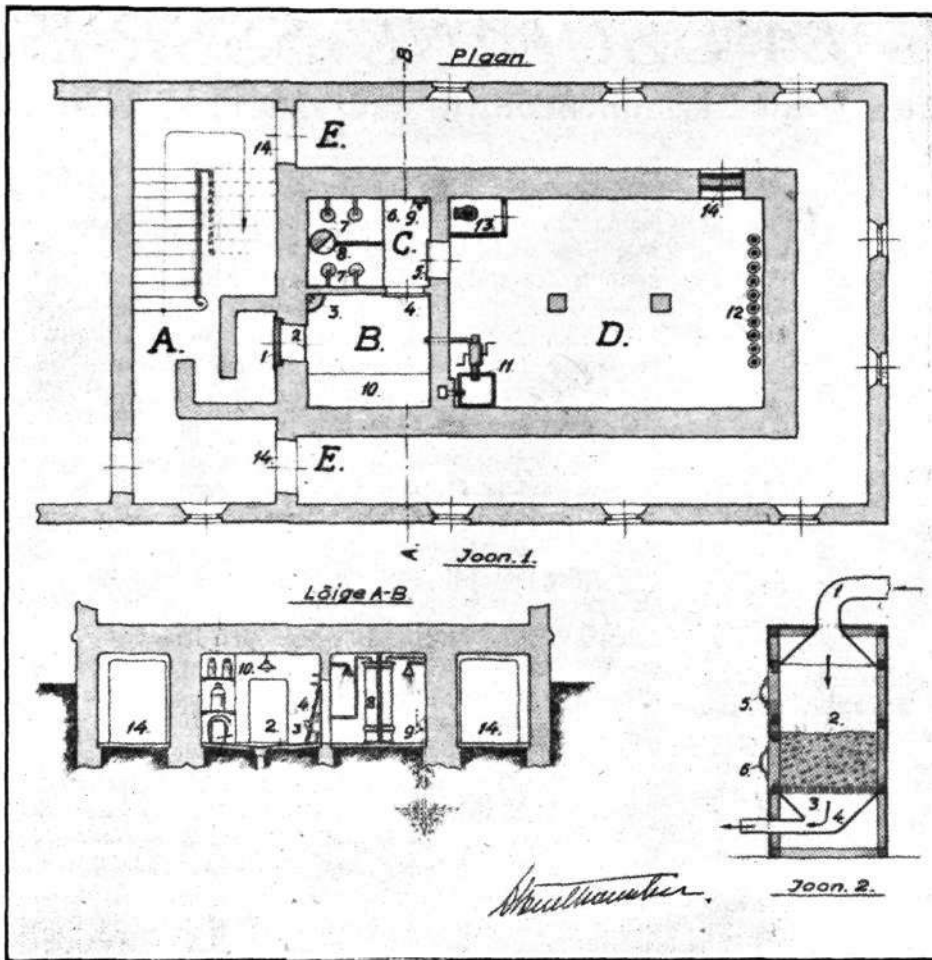 B
Plaan.
14. E.
6. 9. 14.
7. C. 13.
8. 5.
7. 4. 12
3.
A. 2. B. D.
1 11.
10.
14. E.
A. Joon. 1.
Lõige A-B.
1
10.
4. 8 5. 2.
14. 2. 3 9. 14. 6.
3 4.
Joon. 2.